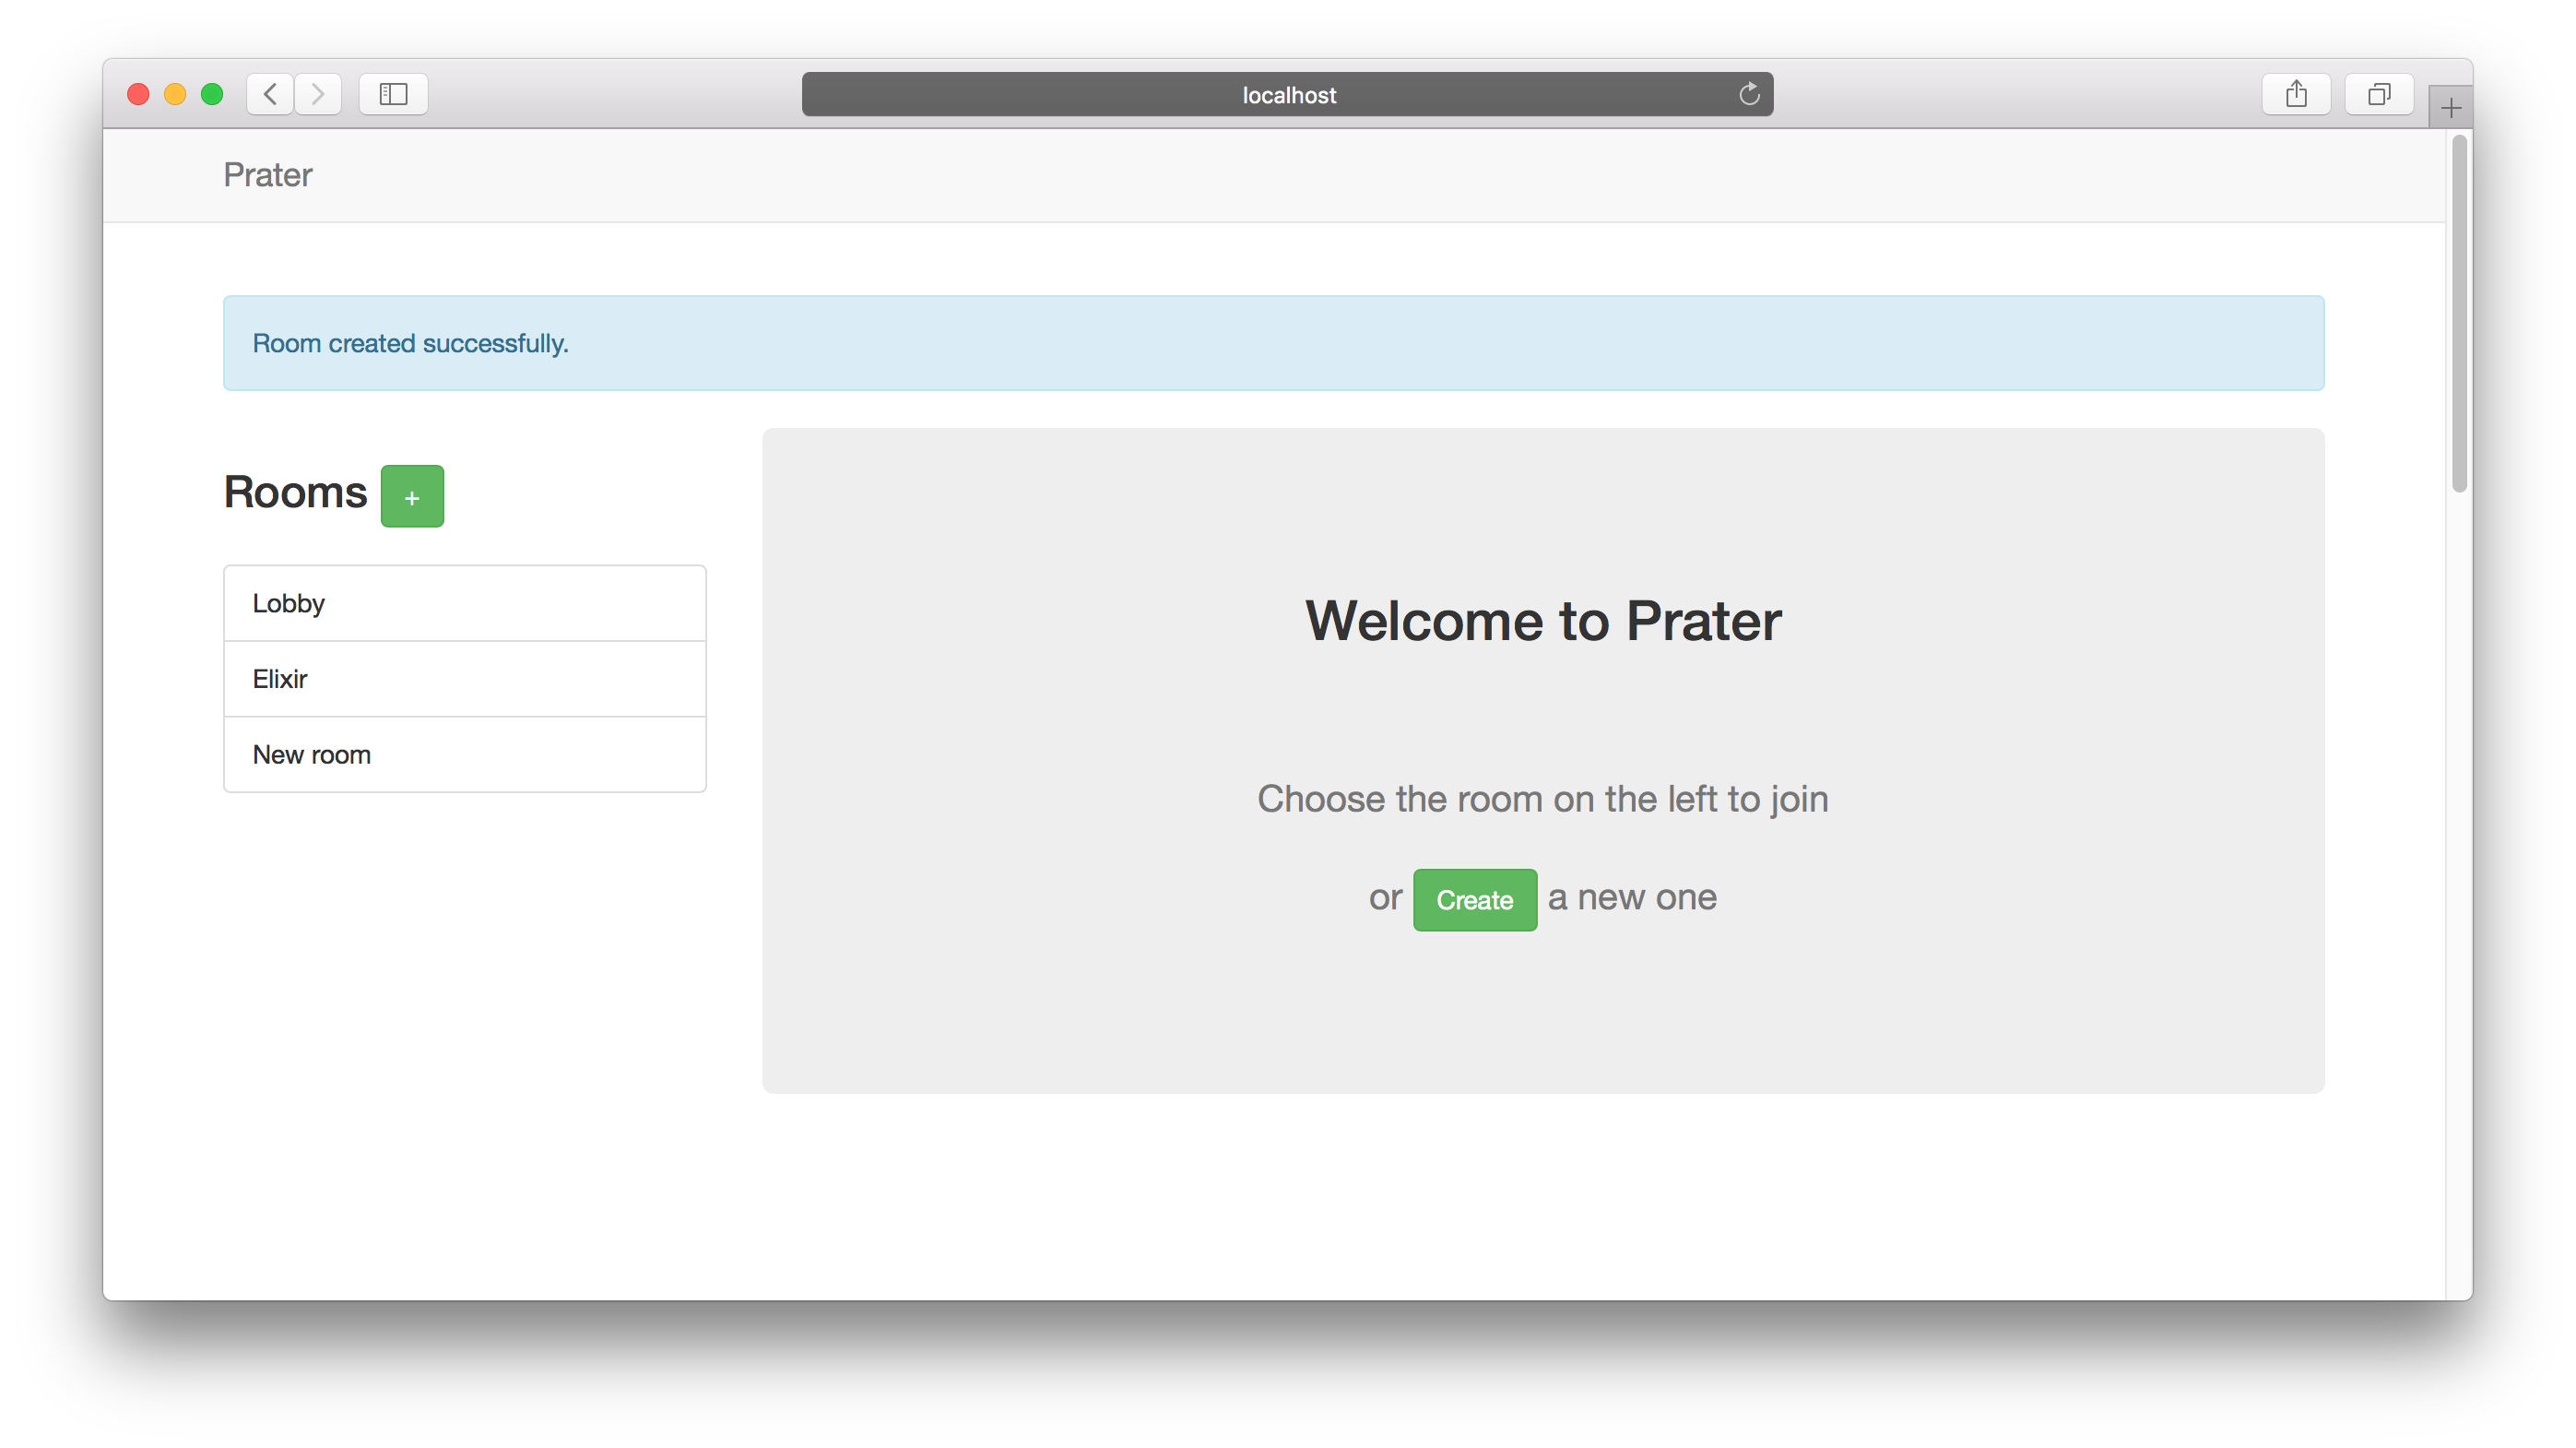 localhost
Prater
Room created successfully.
Rooms +
Lobby
Elixir
New room
Welcome to Prater
Choose the room on the left to join
or Create a new one